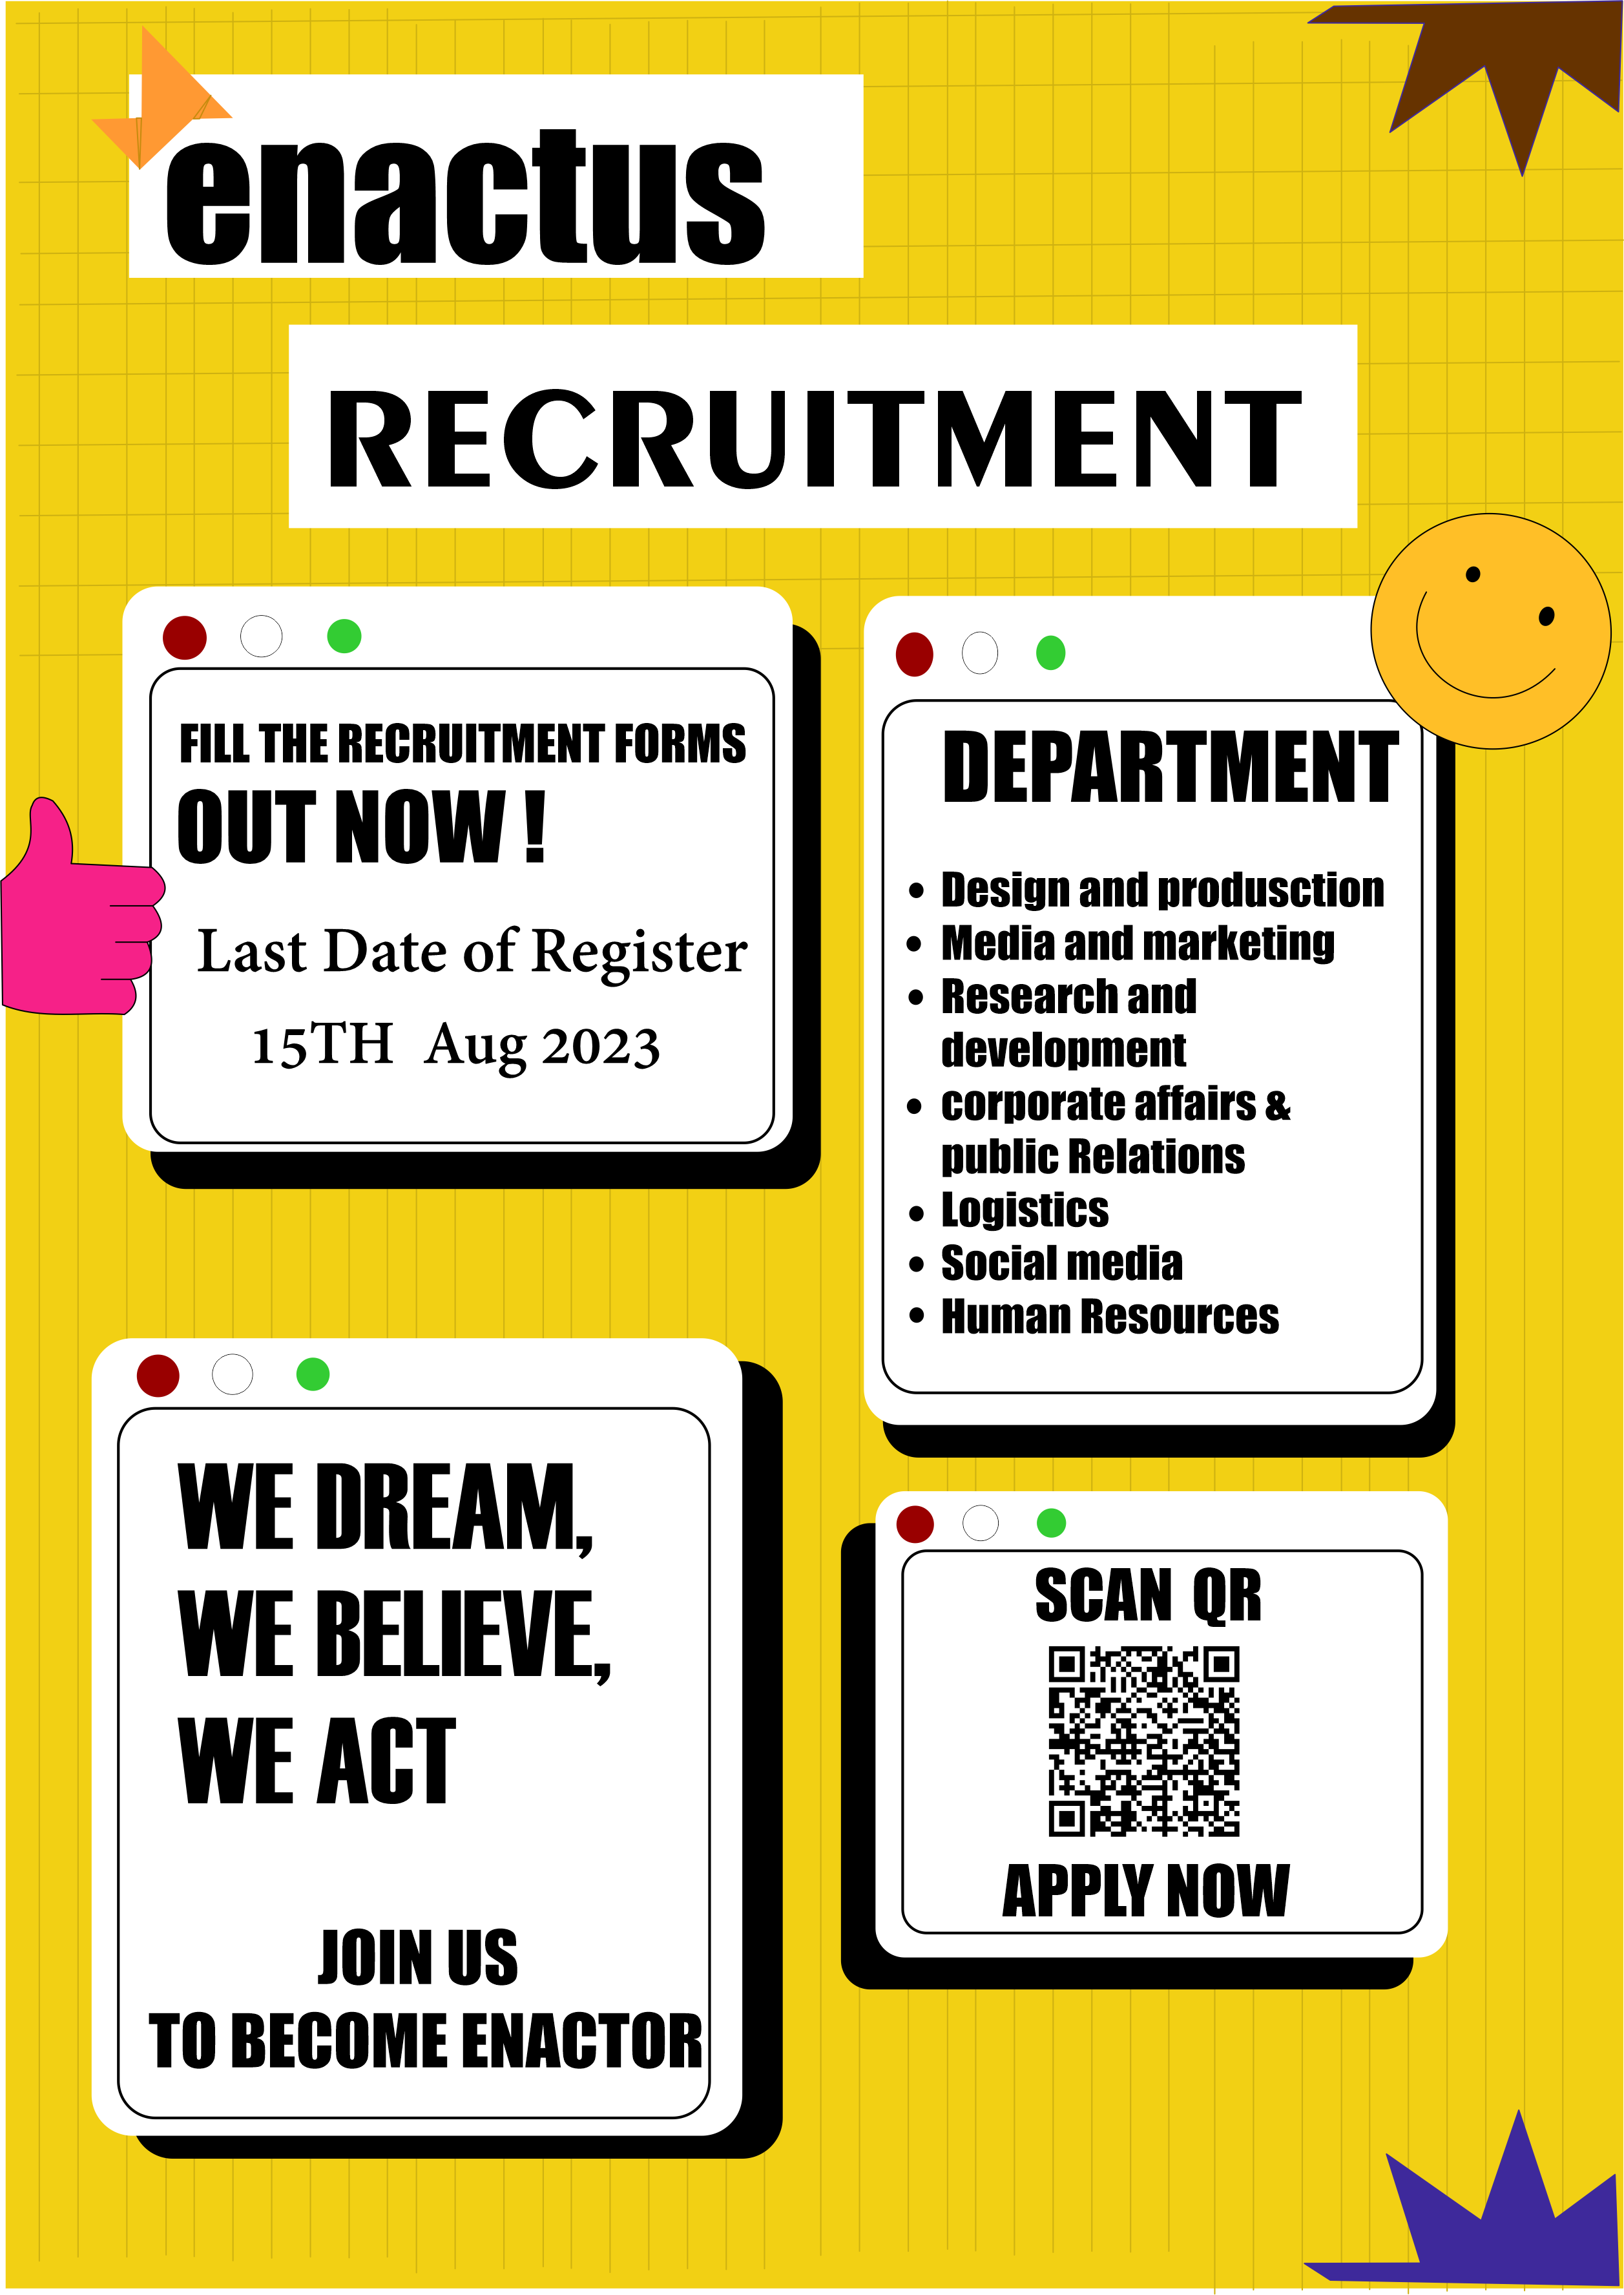 enactus
RECRUITMENT
FILL THE RECRUITMENT FORMS
OUT NOW !
Last Date of Register
15TH Aug 2023
DEPARTMENT
• Design and produsction
• Media and marketing
• Research and
development
• corporate affairs &
public Relations
• Logistics
• Social media
• Human Resources
WE DREAM,
WE BELIEVE,
WE ACT
JOIN US
TO BECOME ENACTOR
SCAN QR
APPLY NOW